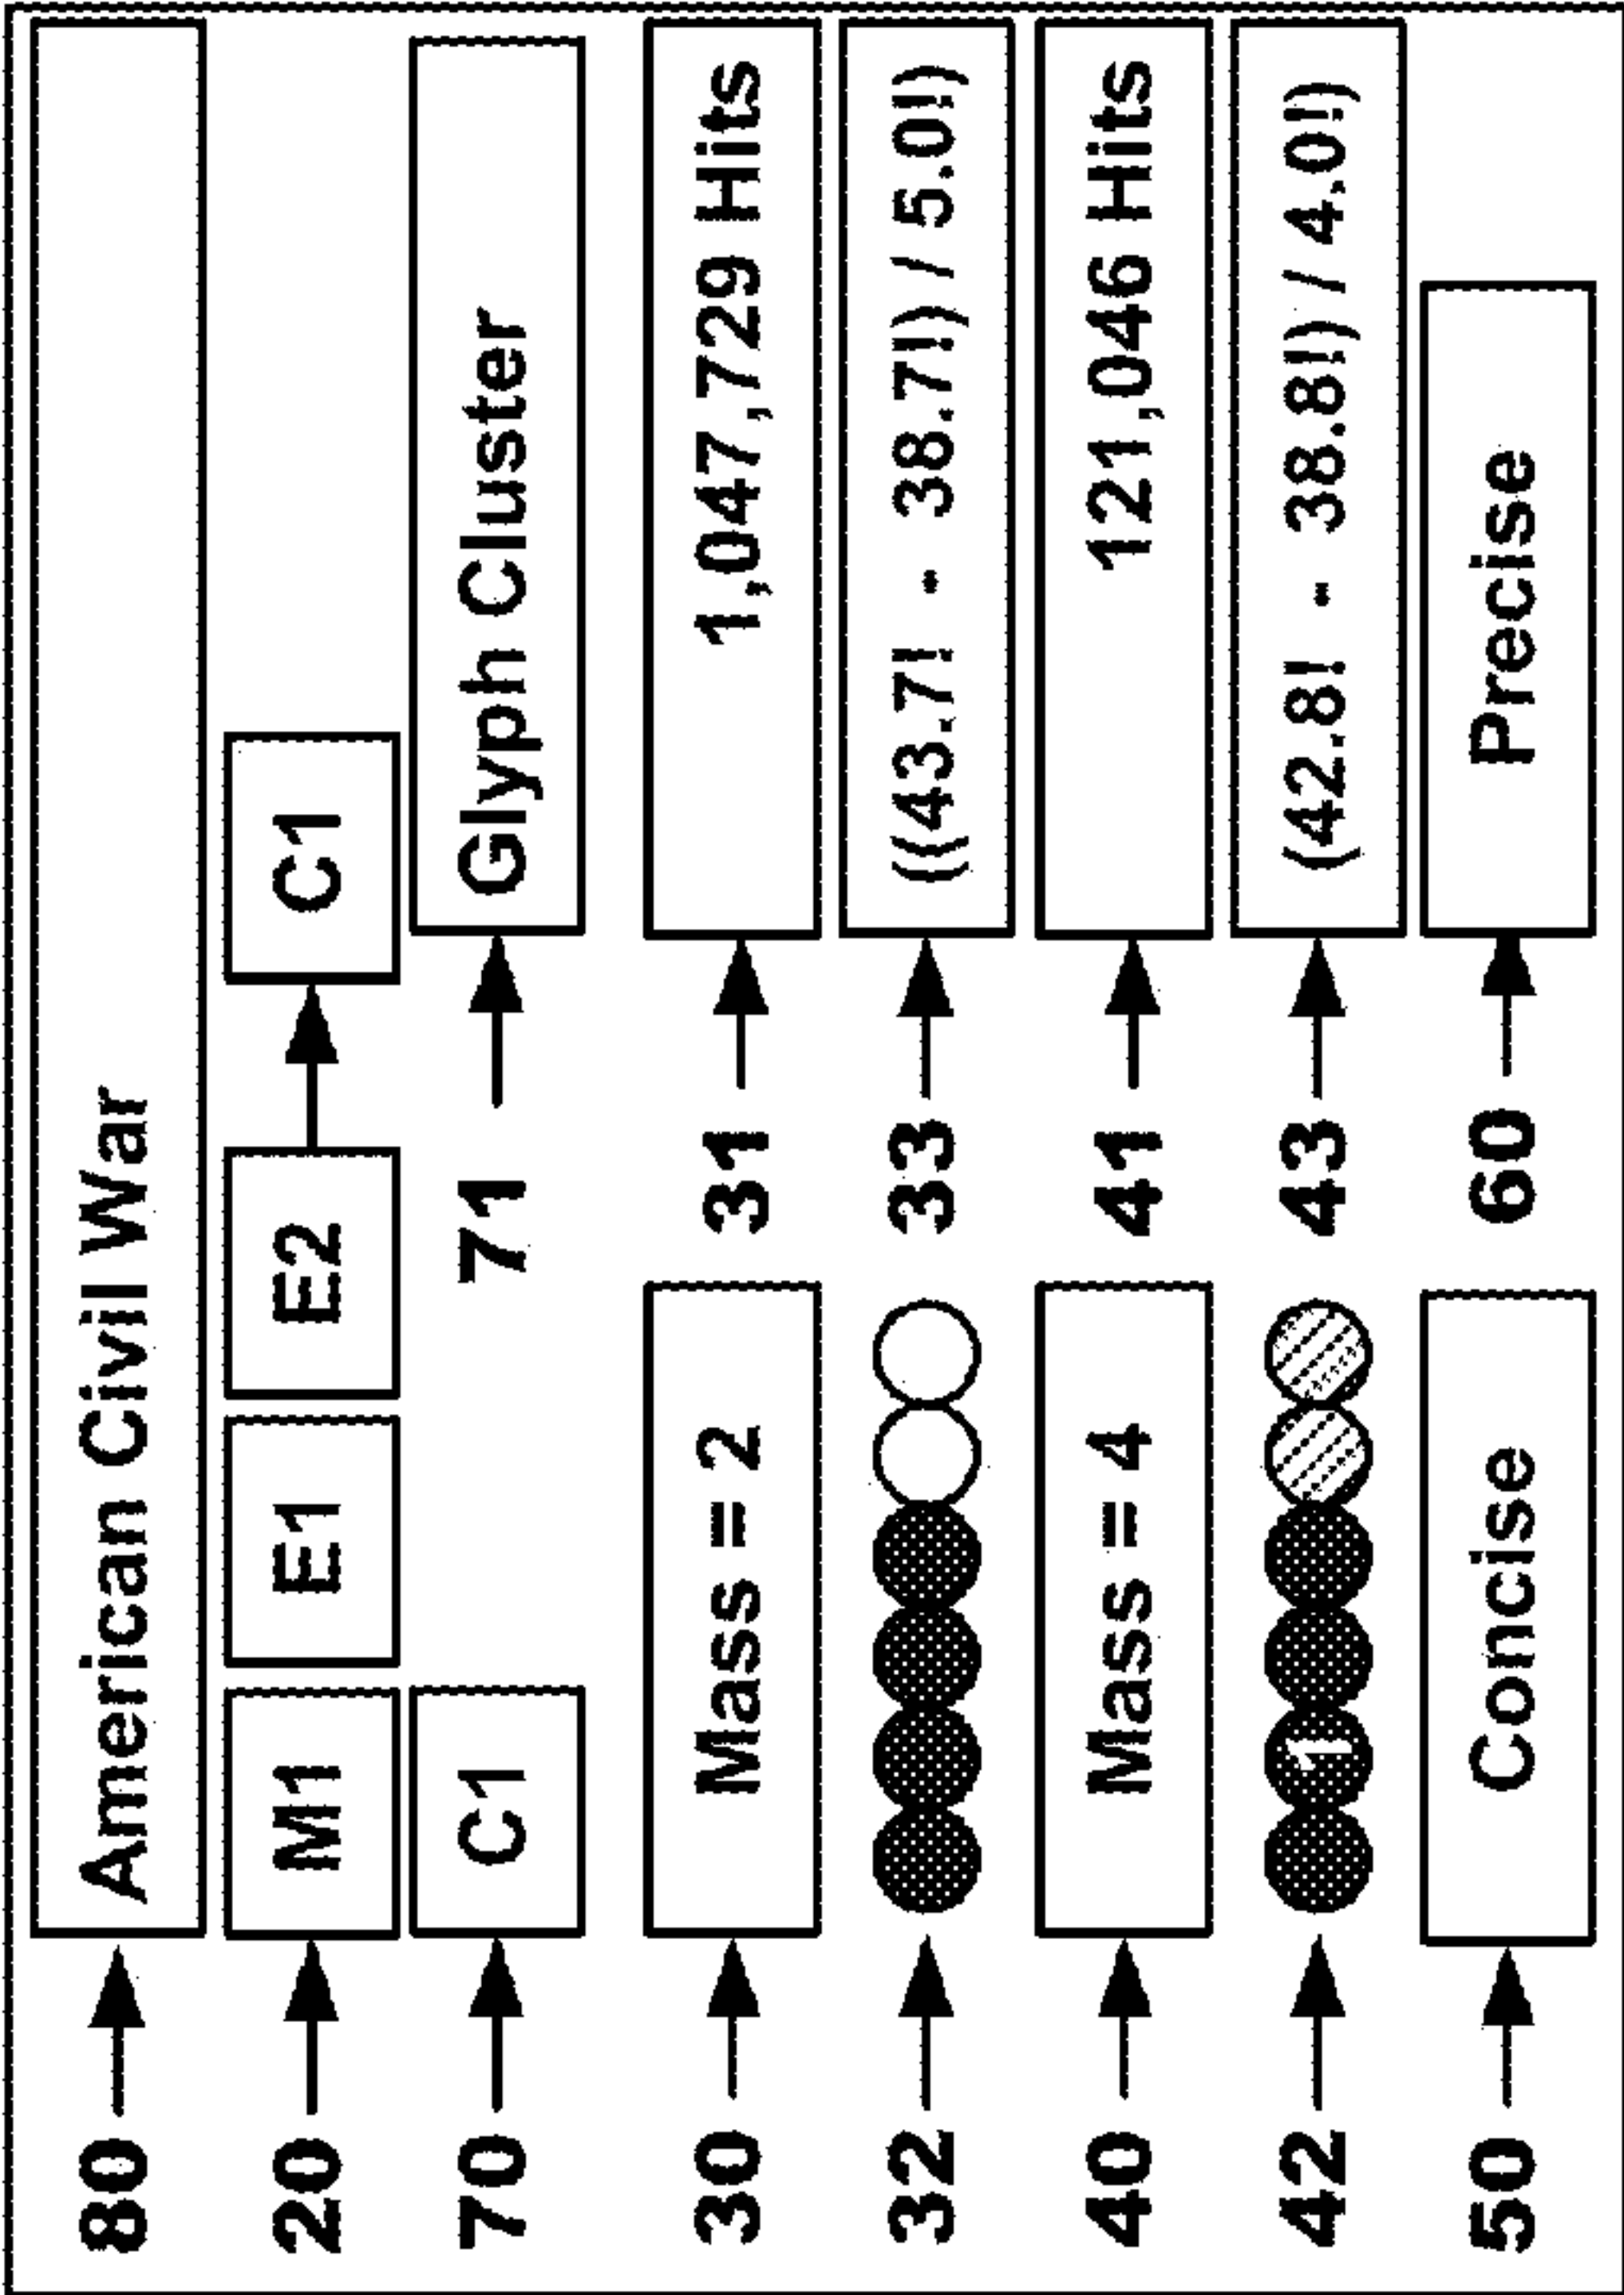 80 American Civil War
20 M1 E1 E2 C1
70 C1 71 Glyph Cluster
30 Mass = 2 31 1,047,729 Hits
32 33 ((43.7! - 38.7!) / 5.0!)
40 Mass = 4 41 121,046 Hits
42 1 43 (42.8! - 38.8!) / 4.0!)
50 Concise 60 Precise